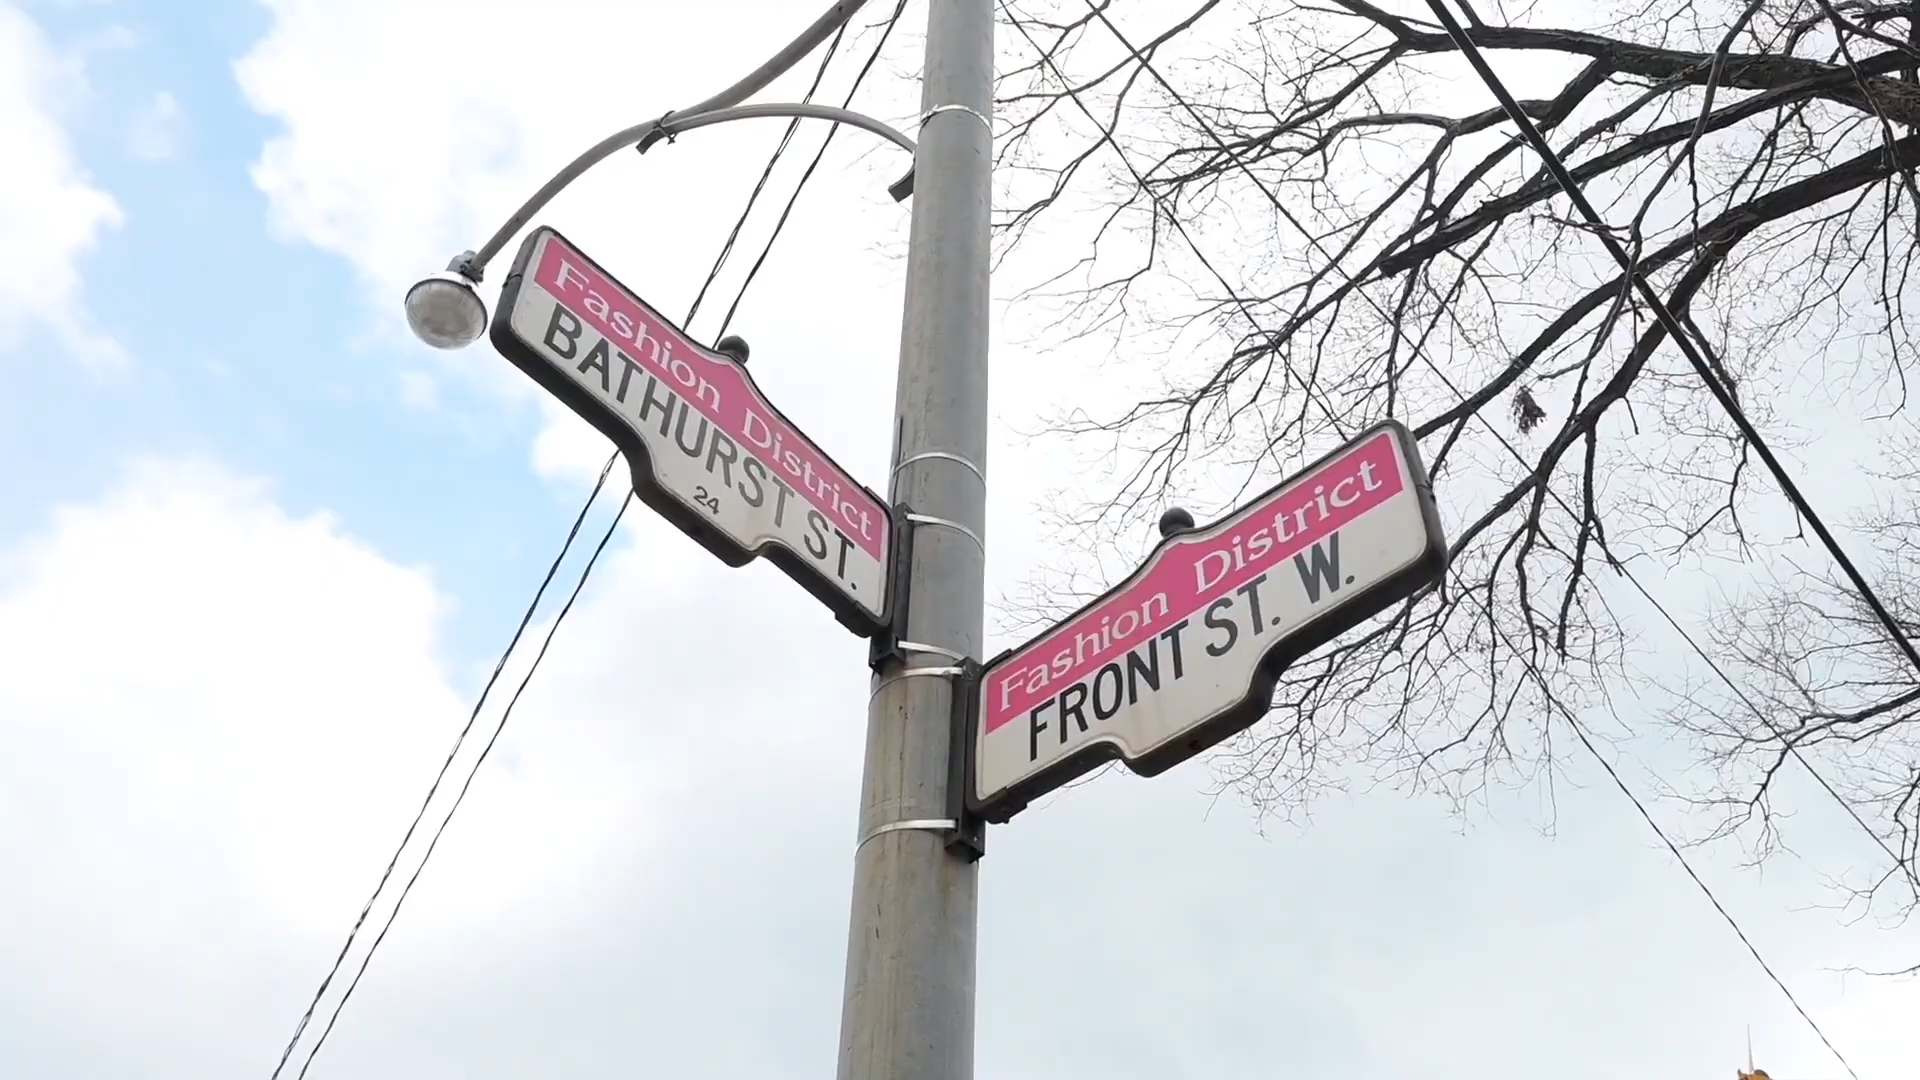 Fashion District
BATHURST ST.
24
Fashion District
FRONT ST. W.